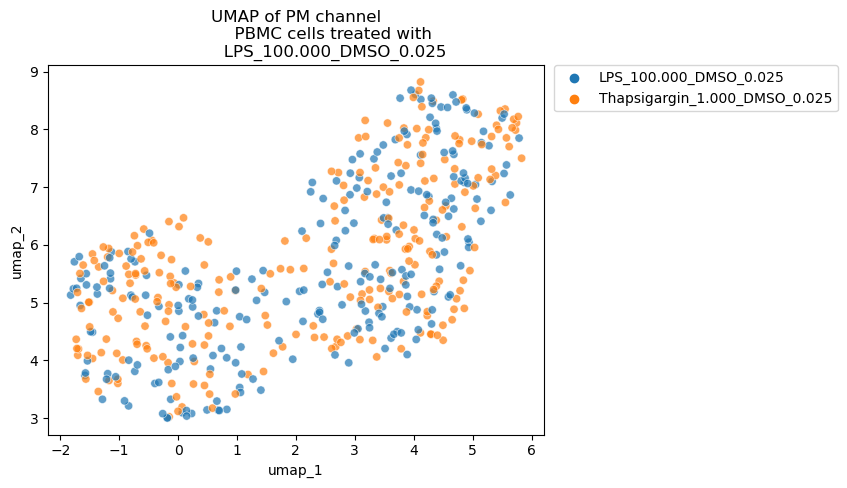 UMAP of PM channel
PBMC cells treated with
LPS_100.000_DMSO_0.025
LPS_100.000_DMSO_0.025
Thapsigargin_1.000_DMSO_0.025
umap_2
9
8
7
6
5
4
3
−2 −1 0 1 2 3 4 5 6
umap_1